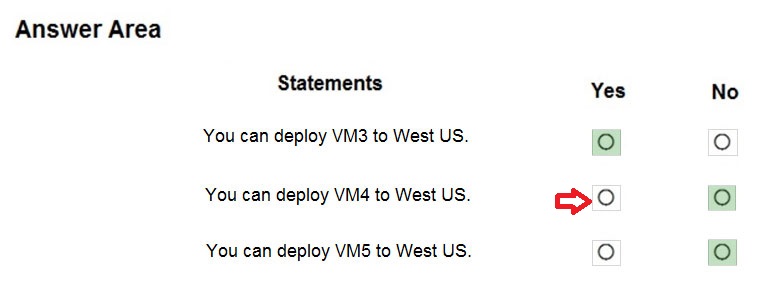 Answer Area
Statements Yes No
You can deploy VM3 to West US.
You can deploy VM4 to West US.
You can deploy VM5 to West US.